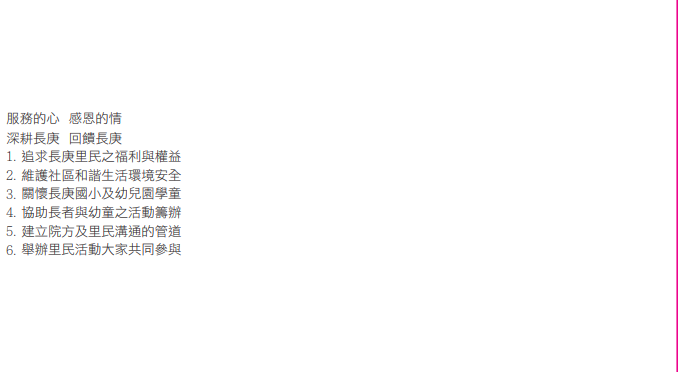 服務的心  感恩的情
深耕長庚  回饋長庚
1. 追求長庚里民之福利與權益
2. 維護社區和諧生活環境安全
3. 關懷長庚國小及幼兒園學童
4. 協助長者與幼童之活動籌辦
5. 建立院方及里民溝通的管道
6. 舉辦里民活動大家共同參與